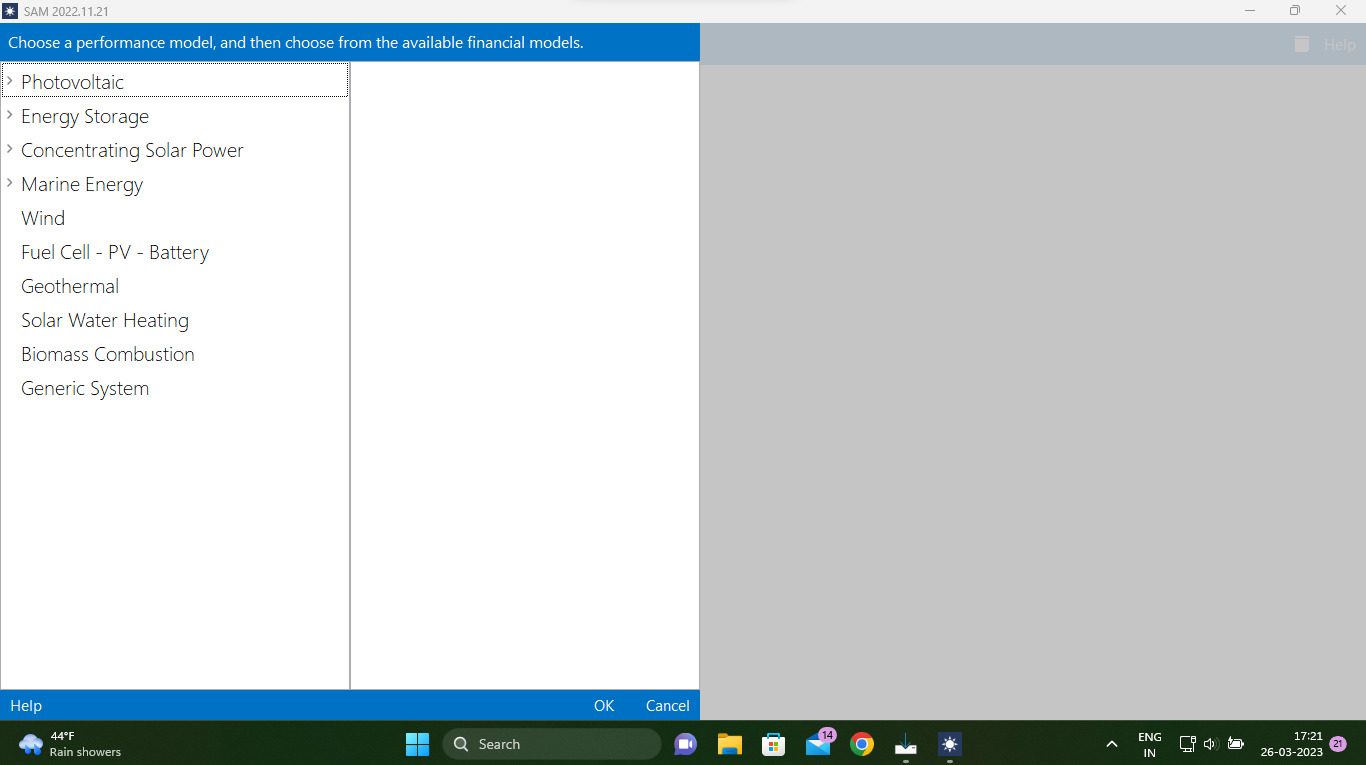 SAM 2022.11.21
Choose a performance model, and then choose from the available financial models.
Help
Photovoltaic
Energy Storage
Concentrating Solar Power
Marine Energy
Wind
Fuel Cell - PV - Battery
Geothermal
Solar Water Heating
Biomass Combustion
Generic System
Help OK Cancel
44°F
Rain showers
Search
14
ENG
IN
17:21
26-03-2023
21